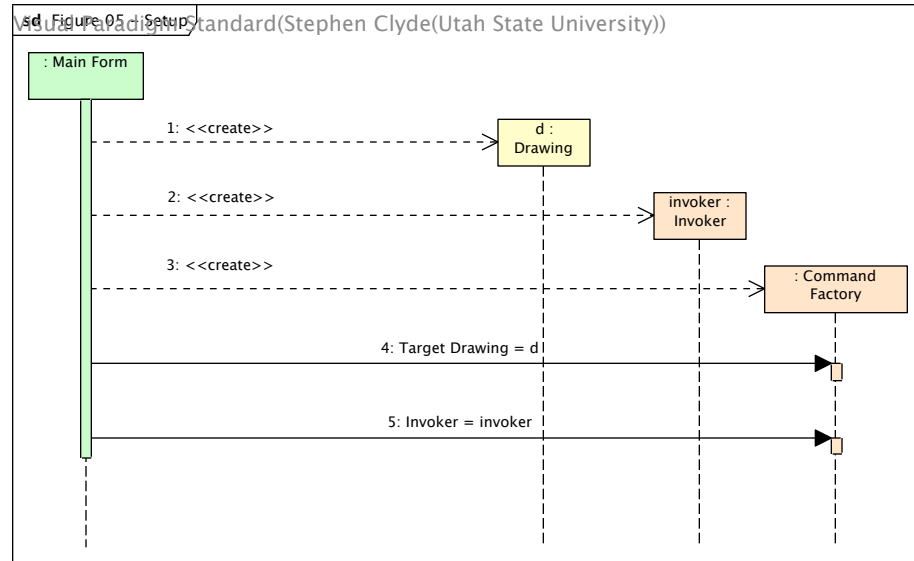 sd Figure 05 - Setup
Visual Paradigm Standard(Stephen Clyde(Utah State University))
: Main Form
1: <<create>>
d :
Drawing
2: <<create>>
invoker :
Invoker
3: <<create>>
: Command
Factory
4: Target Drawing = d
5: Invoker = invoker